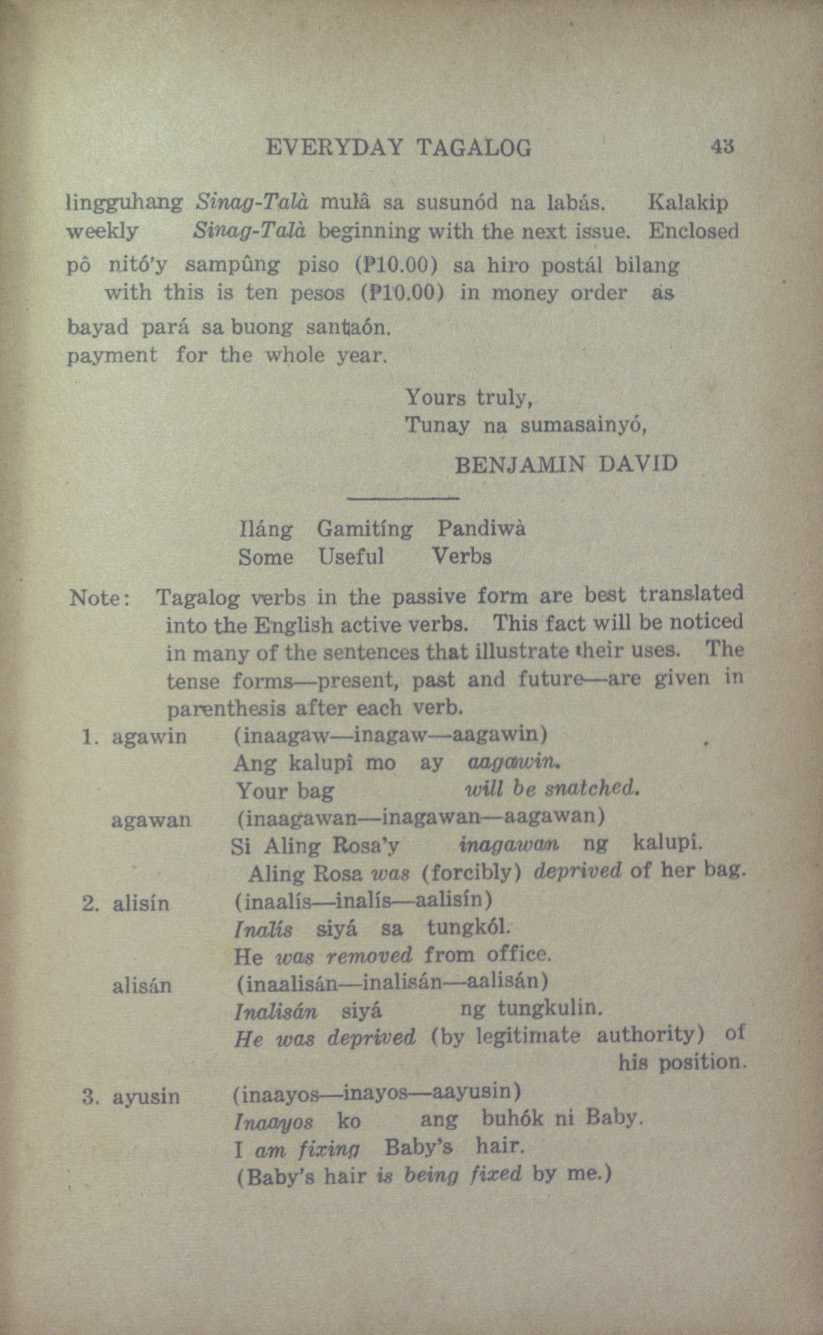 EVERYDAY TAGALOG 43
lingguhang Sinag-Talà mulâ sa susunód na labás. Kalakip
weekly Sinag-Talà beginning with the next issue. Enclosed
pô nitó'y sampûng piso (₱10.00) sa hiro postál bilang
with this is ten pesos (₱10.00) in money order as
bayad pará sa buong santaón.
payment for the whole year.
Yours truly,
Tunay na sumasainyó,
BENJAMIN DAVID
Iláng Gamitíng Pandiwà
Some Useful Verbs
Note: Tagalog verbs in the passive form are best translated
into the English active verbs. This fact will be noticed
in many of the sentences that illustrate their uses. The
tense forms—present, past and future—are given in
parenthesis after each verb.
1. agawin (inaagaw—inagaw—aagawin)
Ang kalupî mo ay aagawin.
Your bag will be snatched.
agawan (inaagawan—inagawan—aagawan)
Si Aling Rosa'y inagawan ng kalupî.
Aling Rosa was (forcibly) deprived of her bag.
2. alisín (inaalís—inalís—aalisín)
Inalís siyá sa tungkól.
He was removed from office.
alisán (inaalisán—inalisán—aalisán)
Inalisán siyá ng tungkulin.
He was deprived (by legitimate authority) of
his position.
3. ayusin (inaayos—inayos—aayusin)
Inaayos ko ang buhók ni Baby.
I am fixing Baby's hair.
(Baby's hair is being fixed by me.)